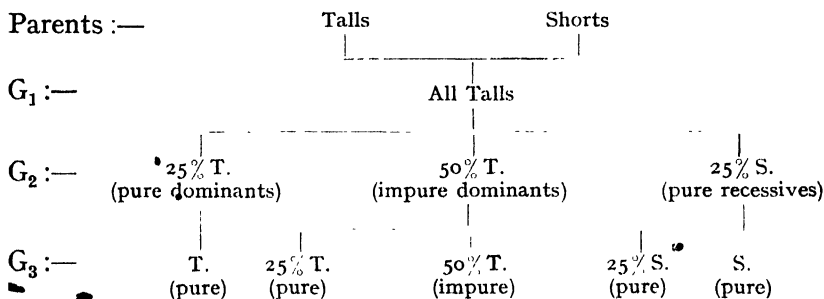 Parents :— Talls Shorts
G₁ :— All Talls
G₂ :— 25% T. 50% T. 25% S.
(pure dominants) (impure dominants) (pure recessives)
G₃ :— T. 25% T. 50% T. 25% S. S.
(pure) (pure) (impure) (pure) (pure)